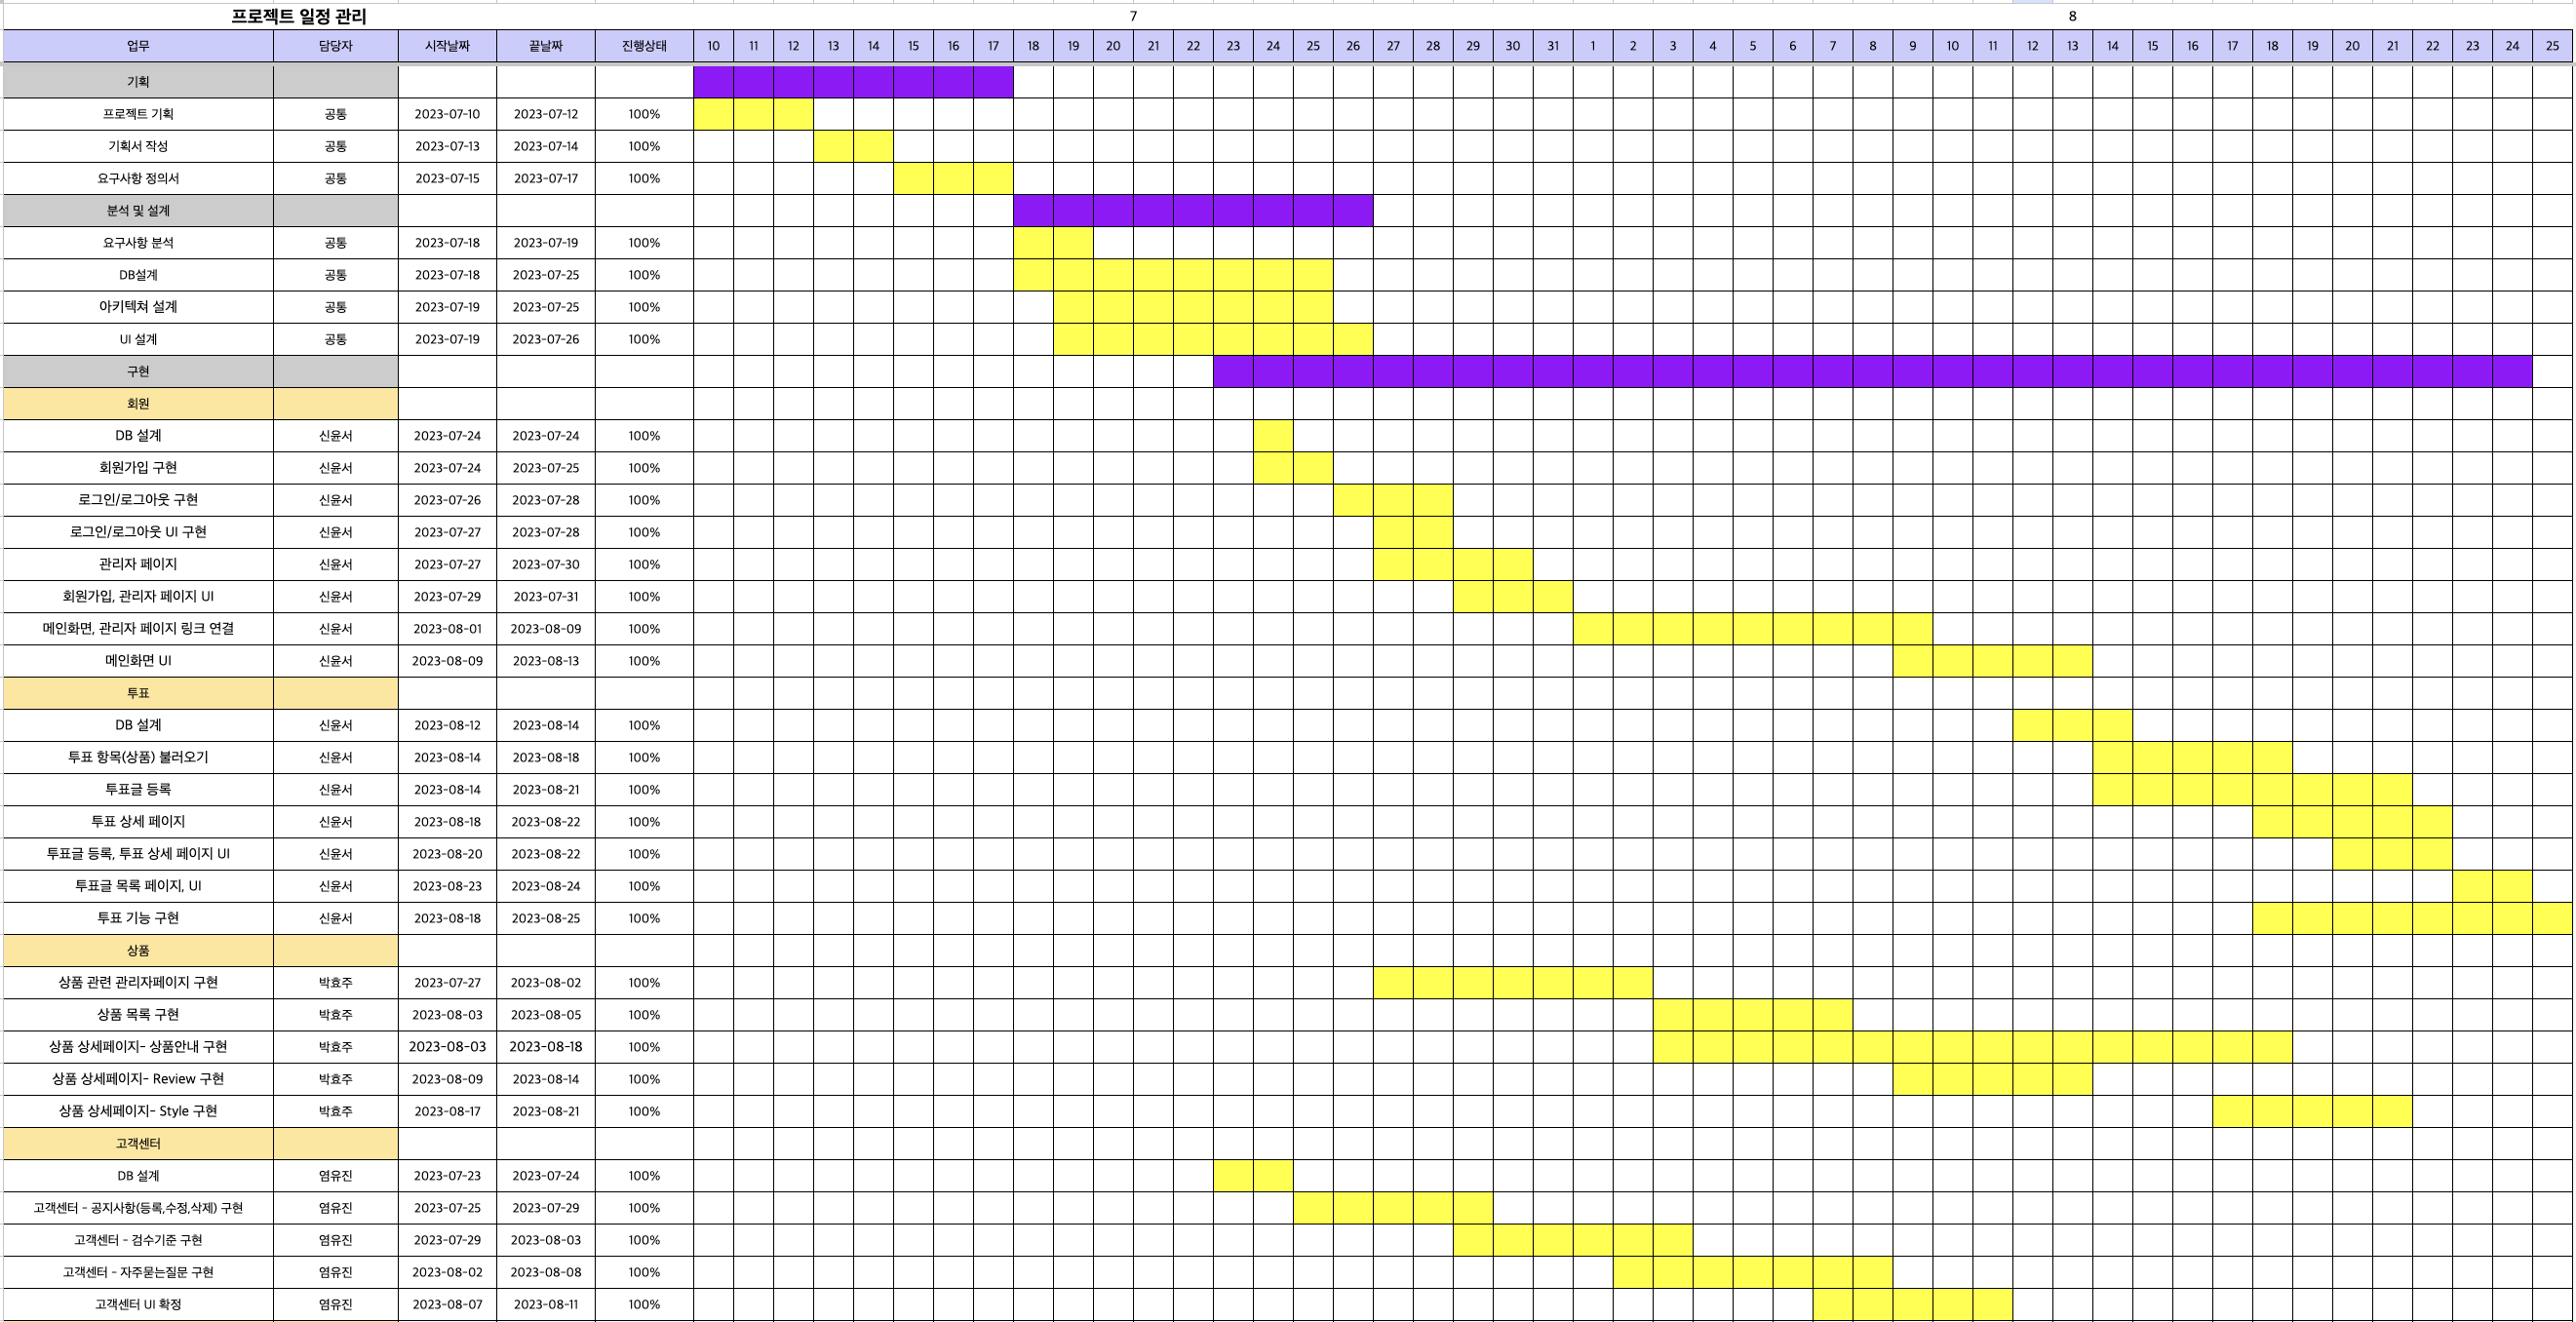 프로젝트 일정 관리 7 8
업무 담당자 시작날짜 끝날짜 진행상태 10 11 12 13 14 15 16 17 18 19 20 21 22 23 24 25 26 27 28 29 30 31 1 2 3 4 5 6 7 8 9 10 11 12 13 14 15 16 17 18 19 20 21 22 23 24 25
기획
프로젝트 기획 공통 2023-07-10 2023-07-12 100%
기획서 작성 공통 2023-07-13 2023-07-14 100%
요구사항 정의서 공통 2023-07-15 2023-07-17 100%
분석 및 설계
요구사항 분석 공통 2023-07-18 2023-07-19 100%
DB설계 공통 2023-07-18 2023-07-25 100%
아키텍쳐 설계 공통 2023-07-19 2023-07-25 100%
UI 설계 공통 2023-07-19 2023-07-26 100%
구현
회원
DB 설계 신윤서 2023-07-24 2023-07-24 100%
회원가입 구현 신윤서 2023-07-24 2023-07-25 100%
로그인/로그아웃 구현 신윤서 2023-07-26 2023-07-28 100%
로그인/로그아웃 UI 구현 신윤서 2023-07-27 2023-07-28 100%
관리자 페이지 신윤서 2023-07-27 2023-07-30 100%
회원가입, 관리자 페이지 UI 신윤서 2023-07-29 2023-07-31 100%
메인화면, 관리자 페이지 링크 연결 신윤서 2023-08-01 2023-08-09 100%
메인화면 UI 신윤서 2023-08-09 2023-08-13 100%
투표
DB 설계 신윤서 2023-08-12 2023-08-14 100%
투표 항목(상품) 불러오기 신윤서 2023-08-14 2023-08-18 100%
투표글 등록 신윤서 2023-08-14 2023-08-21 100%
투표 상세 페이지 신윤서 2023-08-18 2023-08-22 100%
투표글 등록, 투표 상세 페이지 UI 신윤서 2023-08-20 2023-08-22 100%
투표글 목록 페이지, UI 신윤서 2023-08-23 2023-08-24 100%
투표 기능 구현 신윤서 2023-08-18 2023-08-25 100%
상품
상품 관련 관리자페이지 구현 박효주 2023-07-27 2023-08-02 100%
상품 목록 구현 박효주 2023-08-03 2023-08-05 100%
상품 상세페이지- 상품안내 구현 박효주 2023-08-03 2023-08-18 100%
상품 상세페이지- Review 구현 박효주 2023-08-09 2023-08-14 100%
상품 상세페이지- Style 구현 박효주 2023-08-17 2023-08-21 100%
고객센터
DB 설계 염유진 2023-07-23 2023-07-24 100%
고객센터 - 공지사항(등록,수정,삭제) 구현 염유진 2023-07-25 2023-07-29 100%
고객센터 - 검수기준 구현 염유진 2023-07-29 2023-08-03 100%
고객센터 - 자주묻는질문 구현 염유진 2023-08-02 2023-08-08 100%
고객센터 UI 확정 염유진 2023-08-07 2023-08-11 100%